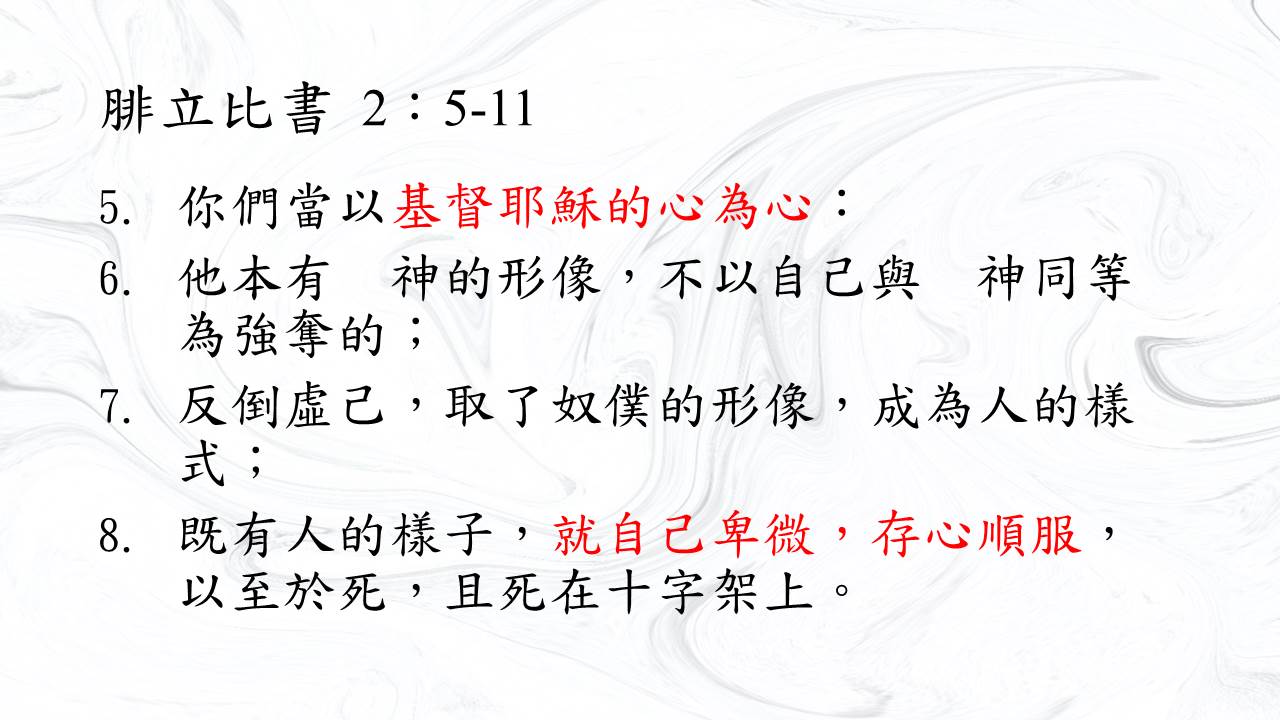 腓立比書 2：5-11
5. 你們當以基督耶穌的心為心：
6. 他本有　神的形像，不以自己與　神同等
為強奪的；
7. 反倒虛己，取了奴僕的形像，成為人的樣
式；
8. 既有人的樣子，就自己卑微，存心順服，
以至於死，且死在十字架上。